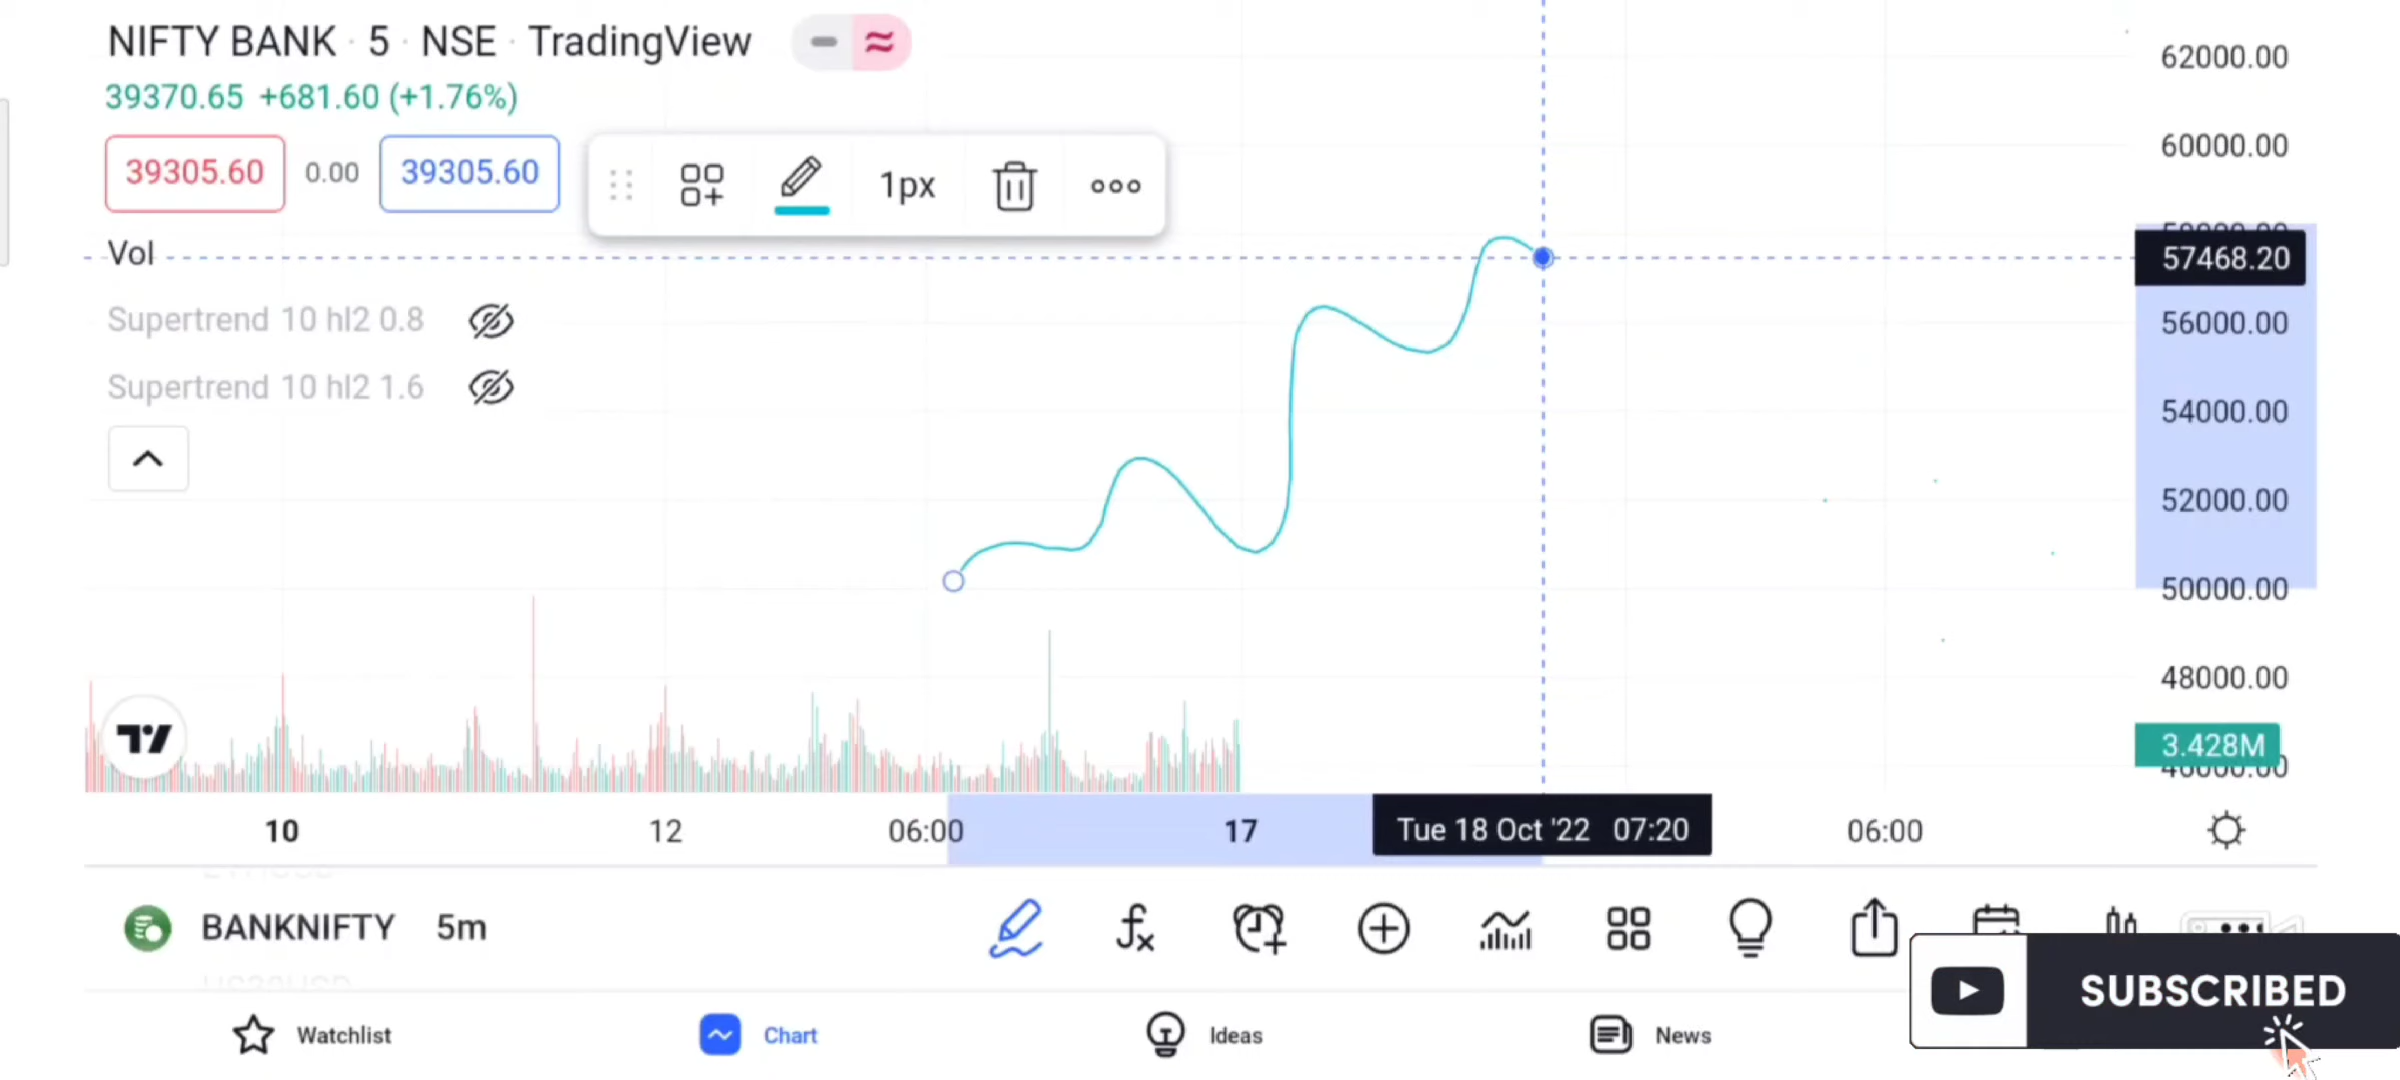 NIFTY BANK · 5 · NSE · TradingView
39370.65 +681.60 (+1.76%)
39305.60 0.00 39305.60
1px
Vol
Supertrend 10 hl2 0.8
Supertrend 10 hl2 1.6
62000.00
60000.00
57468.20
56000.00
54000.00
52000.00
50000.00
48000.00
3.428M
10 12 06:00 17 Tue 18 Oct '22 07:20 06:00
BANKNIFTY 5m
SUBSCRIBED
Watchlist Chart Ideas News